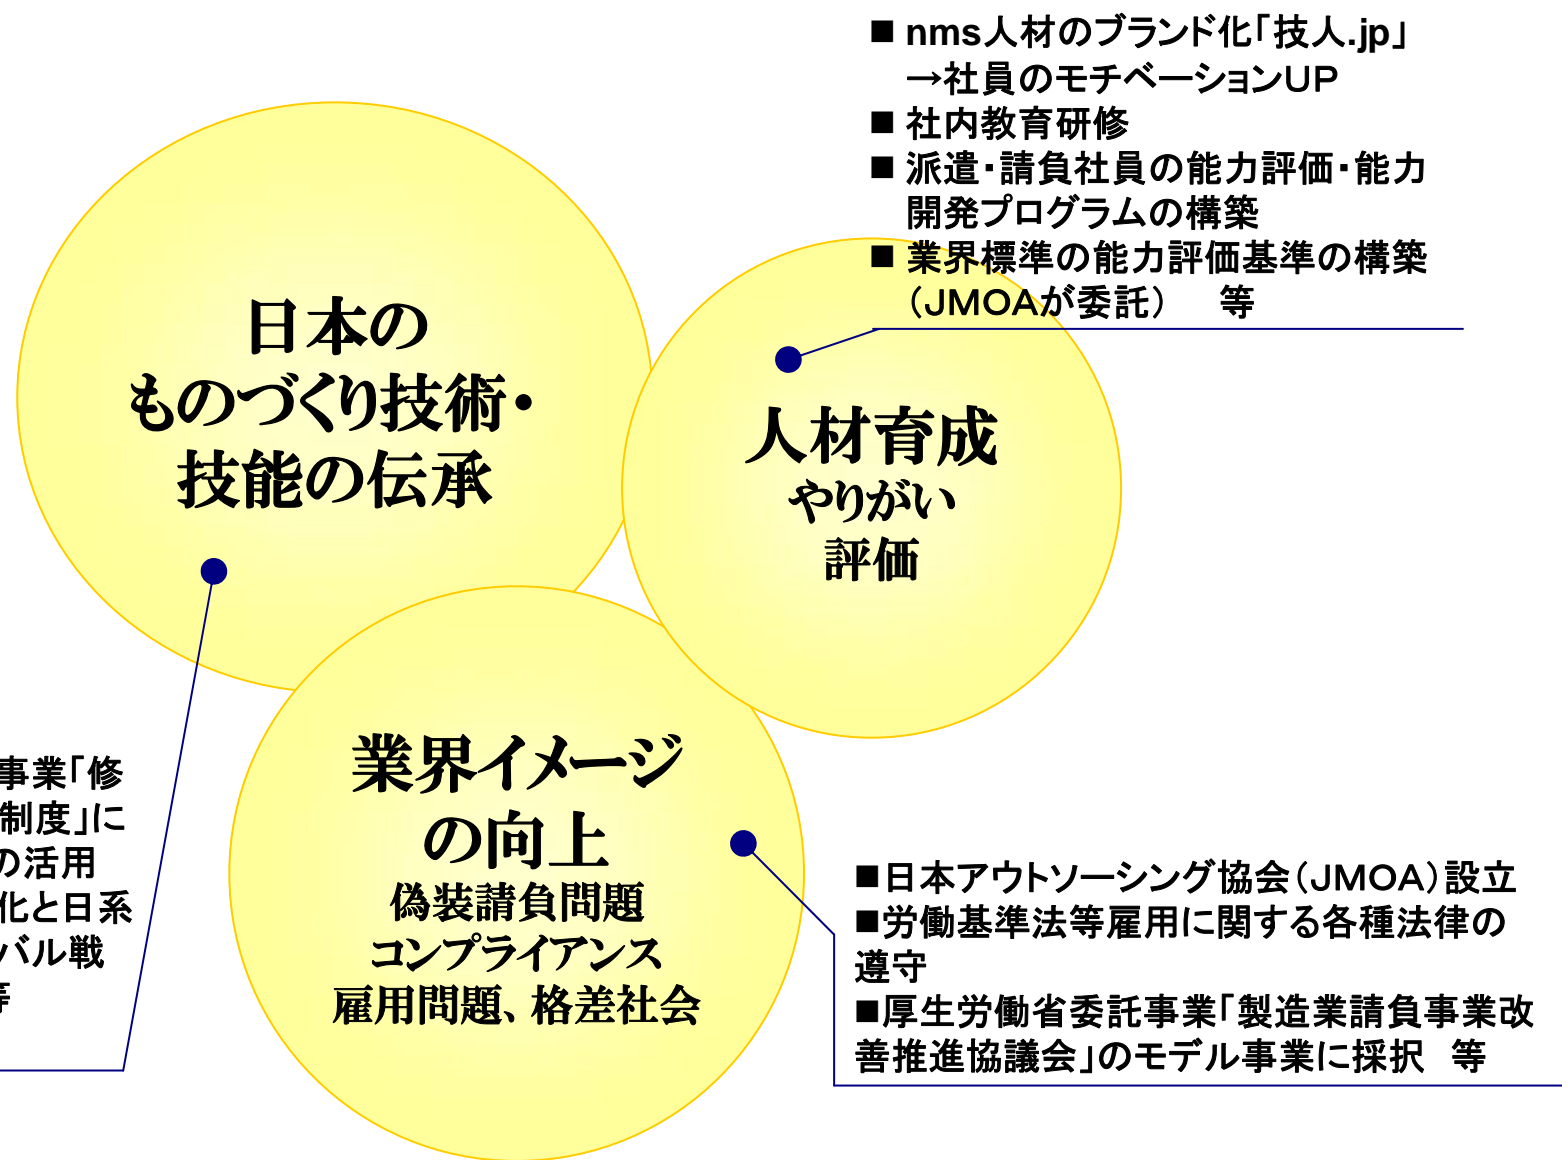 ■ nms人材のブランド化「技人.jp」
→社員のモチベーションUP
■ 社内教育研修
■ 派遣・請負社員の能力評価・能力
開発プログラムの構築
■ 業界標準の能力評価基準の構築
（JMOAが委託）　等
日本の
ものづくり技術・
技能の伝承
人材育成
やりがい
評価
業界イメージ
の向上
偽装請負問題
コンプライアンス
雇用問題、格差社会
事業「修
制度」に
の活用
化と日系
バル戦
等
■日本アウトソーシング協会（JMOA）設立
■労働基準法等雇用に関する各種法律の
遵守
■厚生労働省委託事業「製造業請負事業改
善推進協議会」のモデル事業に採択　等